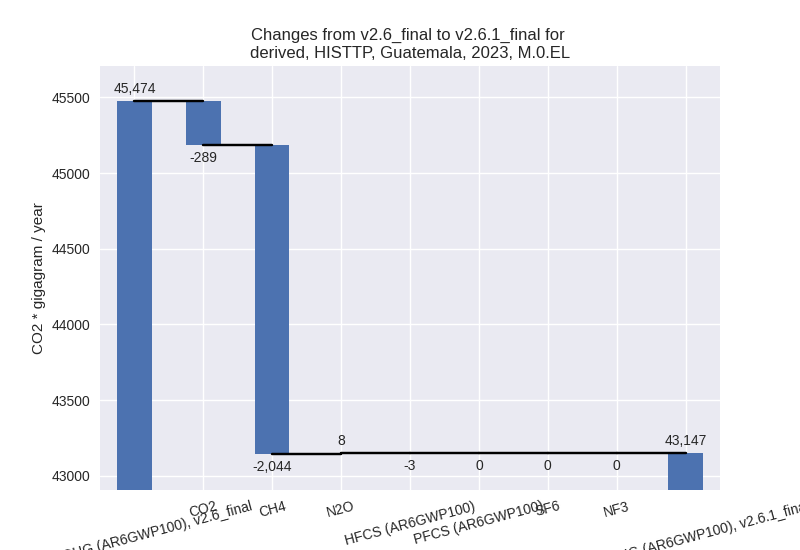 Changes from v2.6_final to v2.6.1_final for
derived, HISTTP, Guatemala, 2023, M.0.EL
45,474
45500
-289
45000
CO2 * gigagram / year
44500
44000
43500
8
43,147
-2,044
-3
0
0
0
43000
(AR6GWP100), v2.6_final
CO2
CH4
N2O
HFCS (AR6GWP100)
PFCS (AR6GWP100)
SF6
NF3
(AR6GWP100), v2.6.1_final